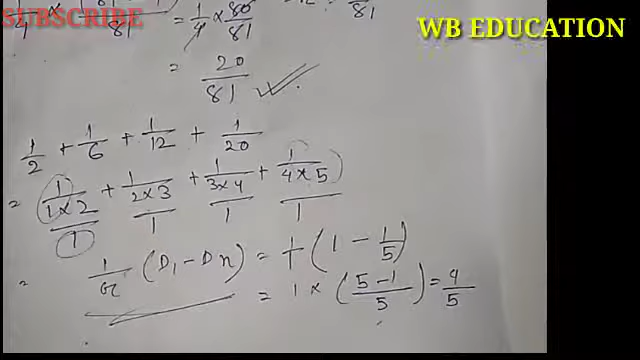 SUBSCRIBE
WB EDUCATION
= 1/4 × 80/81
= 20/81
1/2 + 1/6 + 1/12 + 1/20
= 1/1×2 + 1/2×3 + 1/3×4 + 1/4×5
1 1 1 1
= (D₁ - Dn) = 1/1 (1 - 1/5)
= 1 × (5-1/5) = 4/5